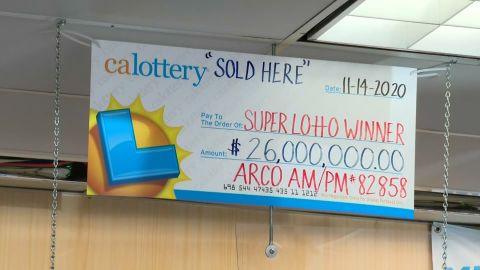 calottery "SOLD HERE"
Date: 11-14-2020
Pay To
The Order Of: SUPER LOTTO WINNER
Amount: $ 26,000,000.00
ARCO AM/PM #82858